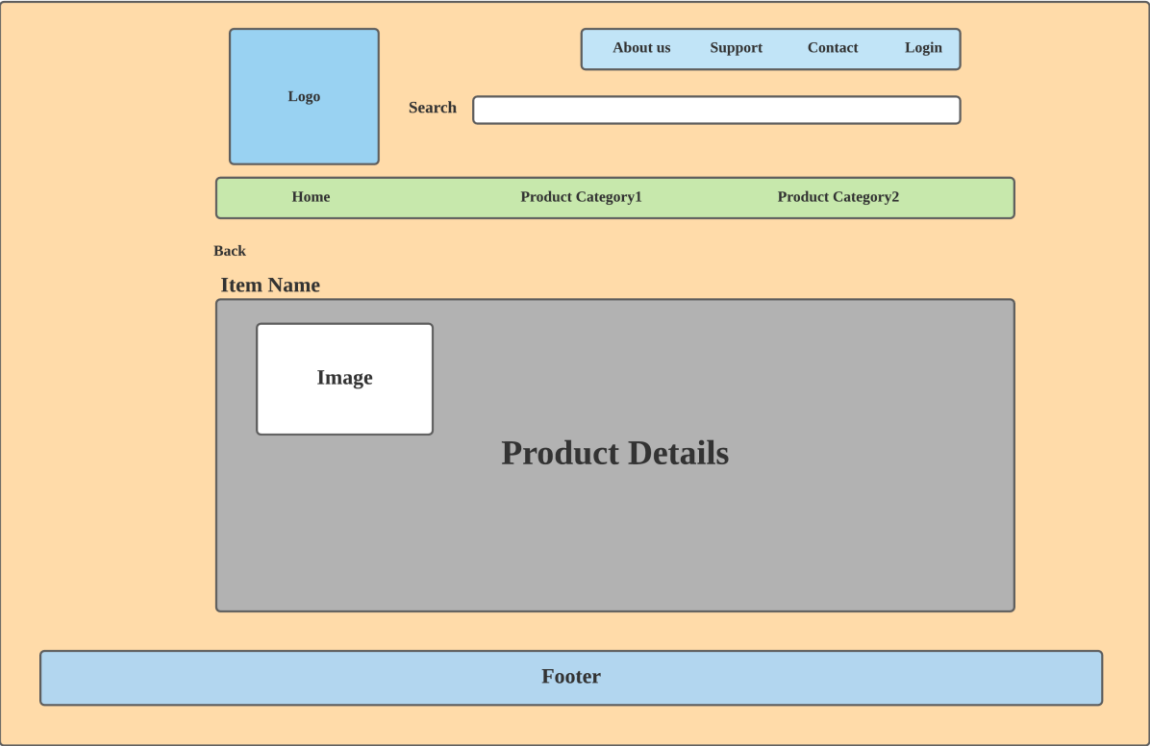 About us Support Contact Login
Logo
Search
Home Product Category1 Product Category2
Back
Item Name
Image
Product Details
Footer